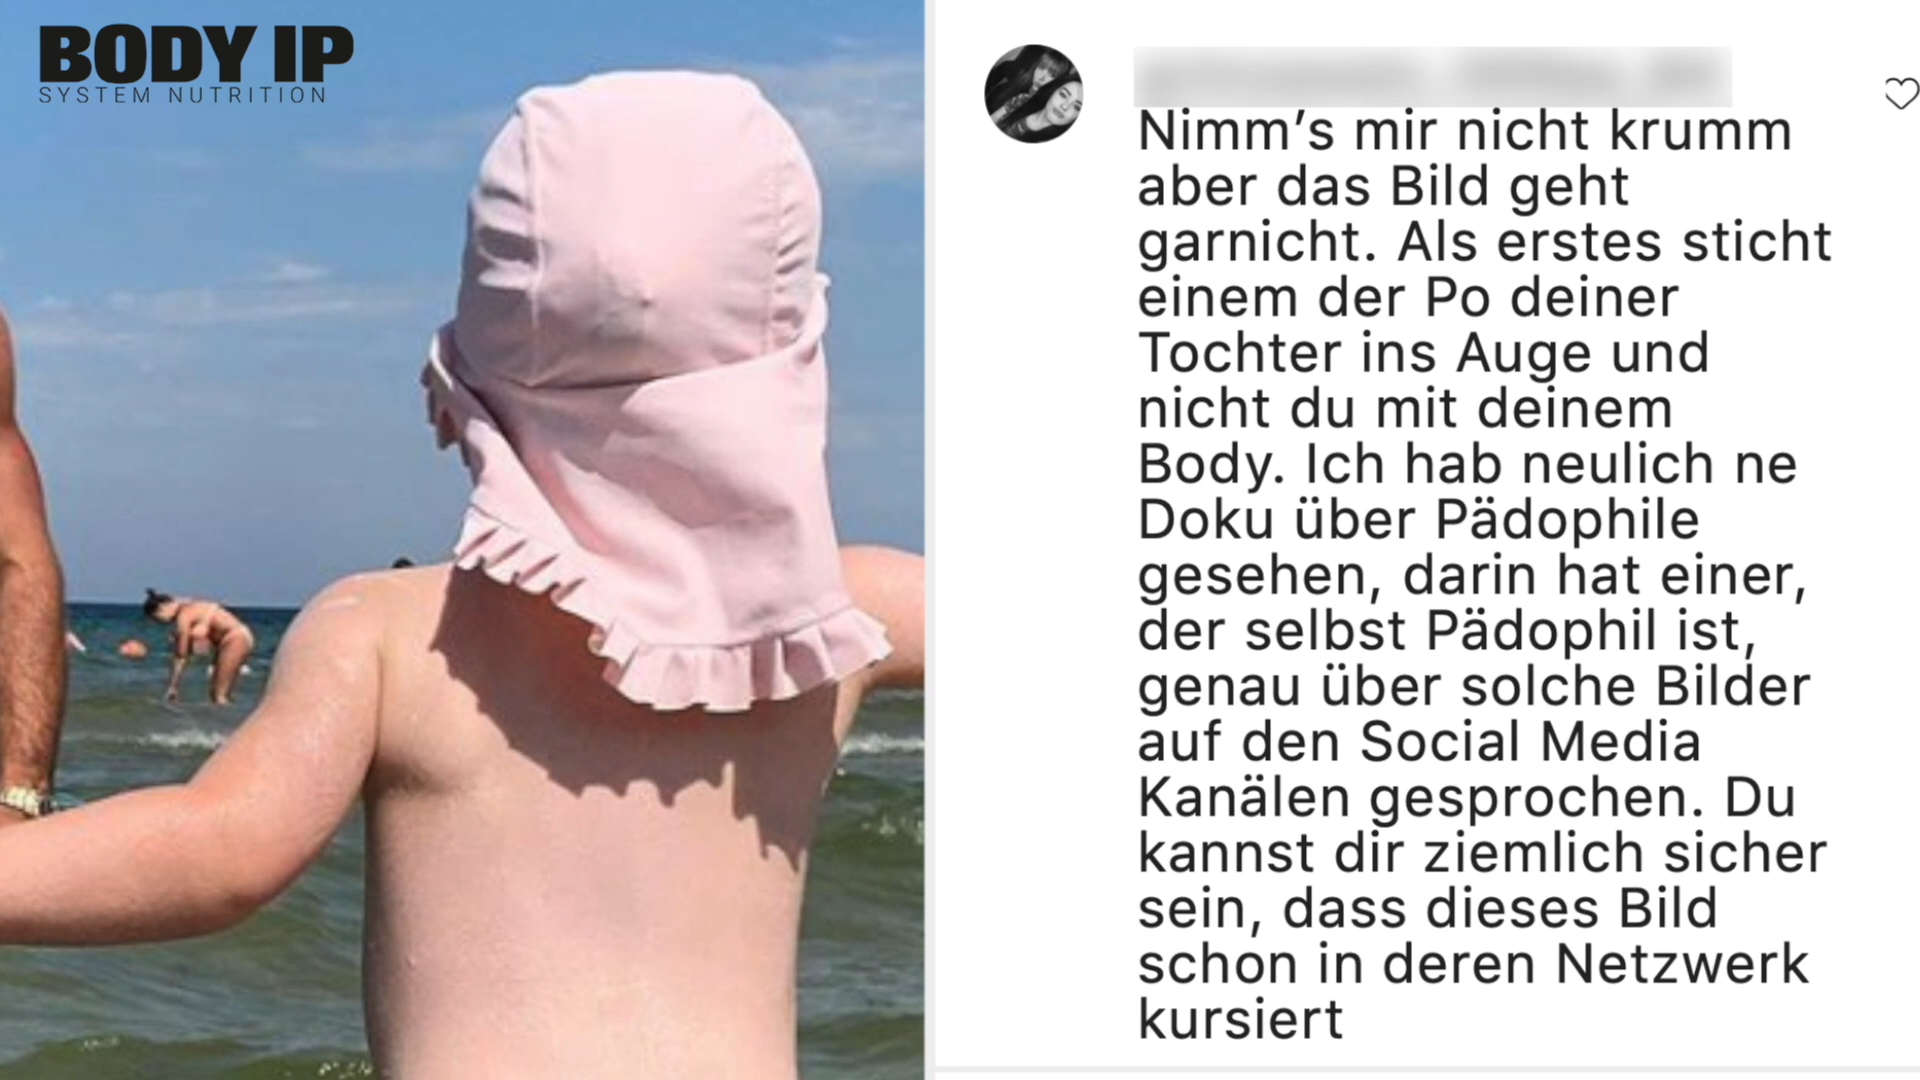 BODY IP
SYSTEM NUTRITION
Nimm’s mir nicht krumm
aber das Bild geht
garnicht. Als erstes sticht
einem der Po deiner
Tochter ins Auge und
nicht du mit deinem
Body. Ich hab neulich ne
Doku über Pädophile
gesehen, darin hat einer,
der selbst Pädophil ist,
genau über solche Bilder
auf den Social Media
Kanälen gesprochen. Du
kannst dir ziemlich sicher
sein, dass dieses Bild
schon in deren Netzwerk
kursiert